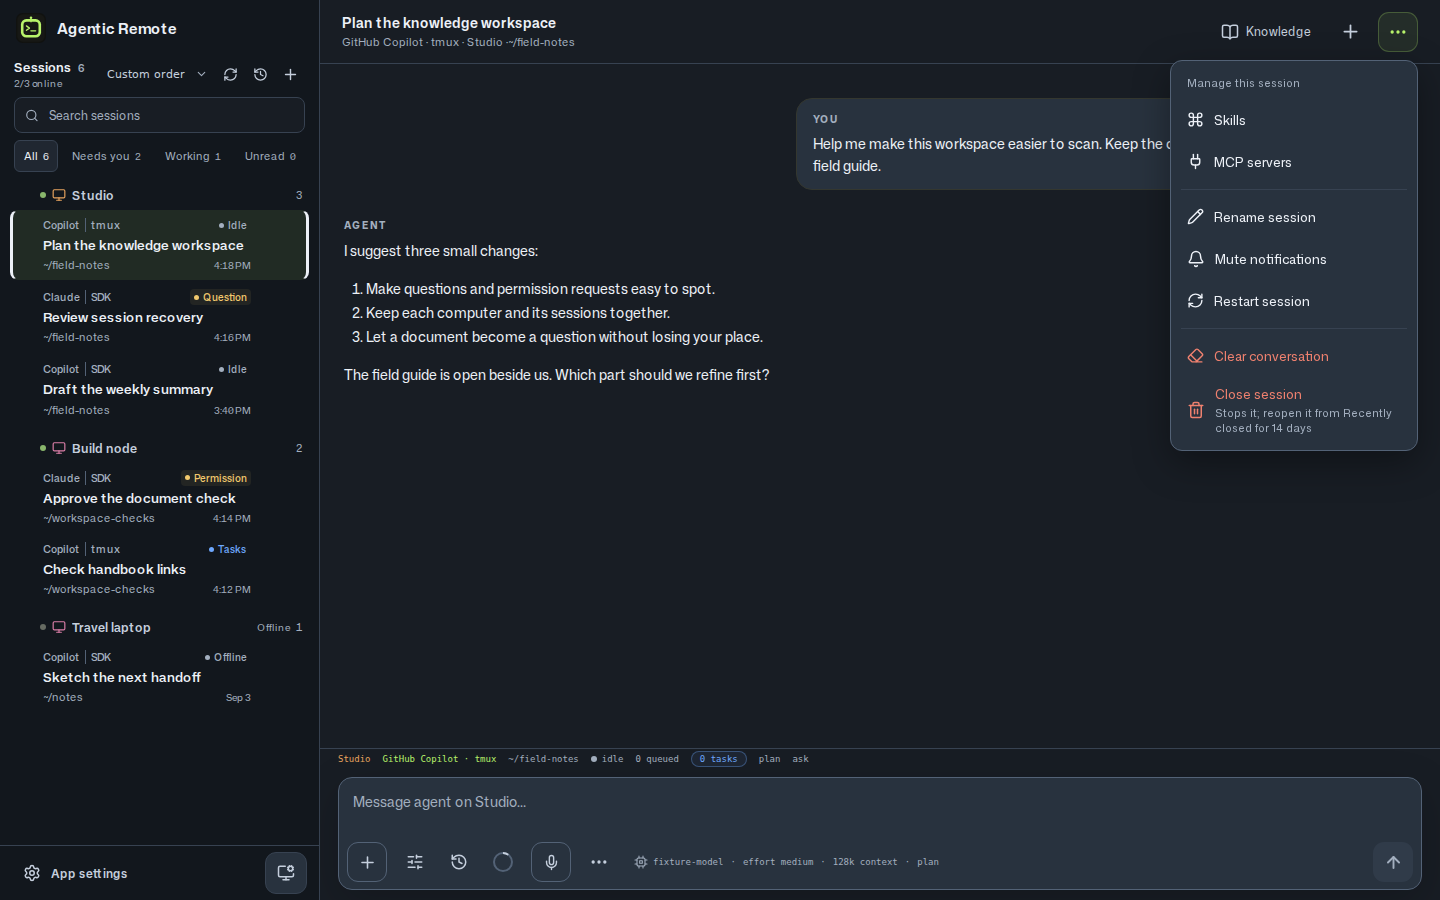 Agentic Remote
Sessions 6
2/3 online
Custom order
Search sessions
All 6
Needs you 2
Working 1
Unread 0
Studio 3
Copilot | tmux Idle
Plan the knowledge workspace
~/field-notes 4:18 PM
Claude | SDK Question
Review session recovery
~/field-notes 4:16 PM
Copilot | SDK Idle
Draft the weekly summary
~/field-notes 3:40 PM
Build node 2
Claude | SDK Permission
Approve the document check
~/workspace-checks 4:14 PM
Copilot | tmux Tasks
Check handbook links
~/workspace-checks 4:12 PM
Travel laptop Offline 1
Copilot | SDK Offline
Sketch the next handoff
~/notes Sep 3
App settings
Plan the knowledge workspace
GitHub Copilot · tmux · Studio · ~/field-notes
Knowledge
YOU
Help me make this workspace easier to scan. Keep the
field guide.
AGENT
I suggest three small changes:
1. Make questions and permission requests easy to spot.
2. Keep each computer and its sessions together.
3. Let a document become a question without losing your place.
The field guide is open beside us. Which part should we refine first?
Manage this session
Skills
MCP servers
Rename session
Mute notifications
Restart session
Clear conversation
Close session
Stops it; reopen it from Recently
closed for 14 days
Studio GitHub Copilot · tmux ~/field-notes idle 0 queued 0 tasks plan ask
Message agent on Studio...
fixture-model · effort medium · 128k context · plan